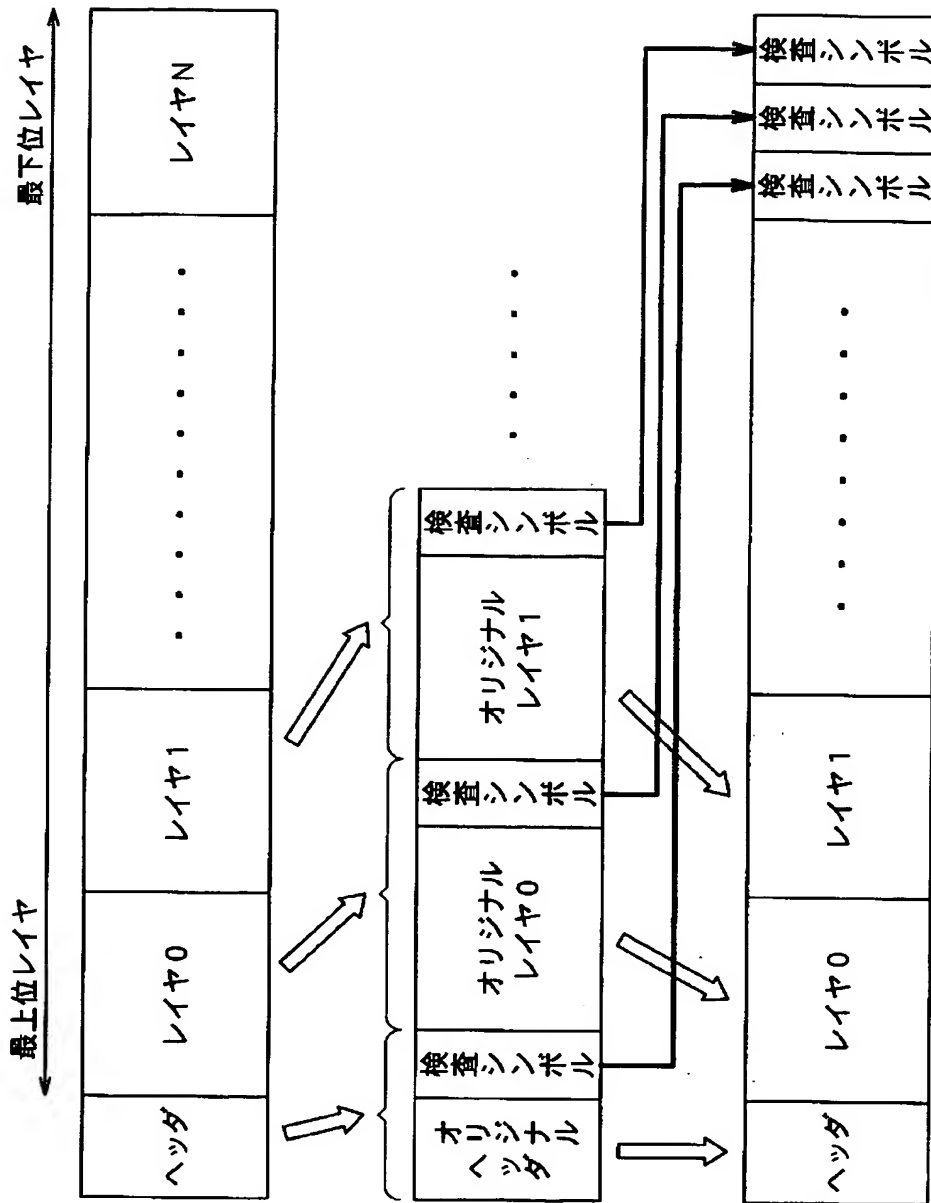 最上位レイヤ
最下位レイヤ
ヘッダ
レイヤ0
レイヤ1
・・・・・・・・・・
レイヤN
オリジナル
ヘッダ
検査シンボル
オリジナル
レイヤ0
検査シンボル
オリジナル
レイヤ1
検査シンボル
・・・・・
ヘッダ
レイヤ0
レイヤ1
・・・・・・・・
検査シンボル
検査シンボル
検査シンボル